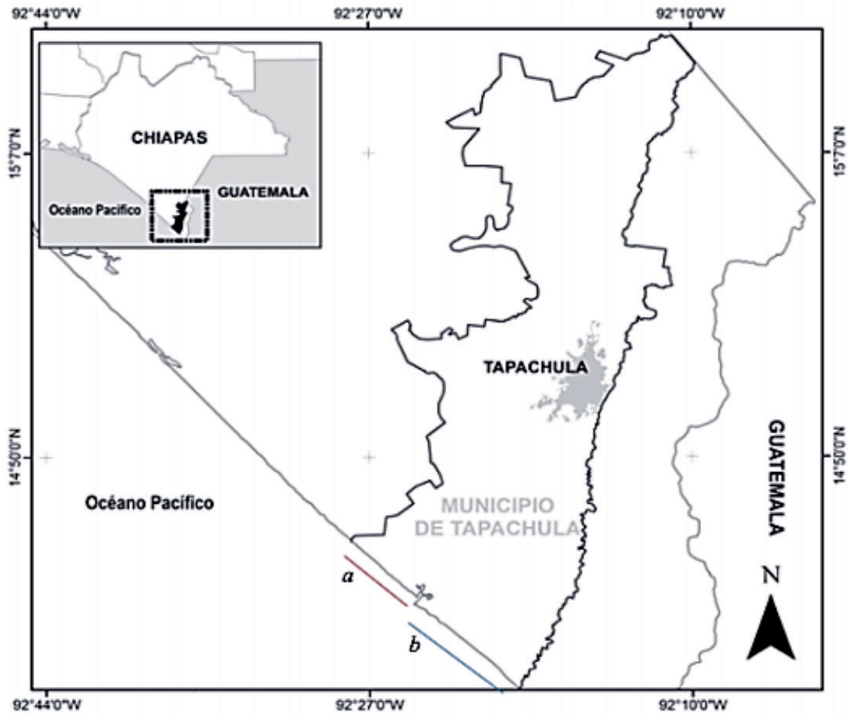 92°44'0"W 92°27'0"W 92°10'0"W
CHIAPAS
GUATEMALA
Océano Pacífico
15°7'0"N
15°7'0"N
TAPACHULA
14°50'0"N
14°50'0"N
GUATEMALA
Océano Pacífico
MUNICIPIO
DE TAPACHULA
a
b
N
92°44'0"W 92°27'0"W 92°10'0"W